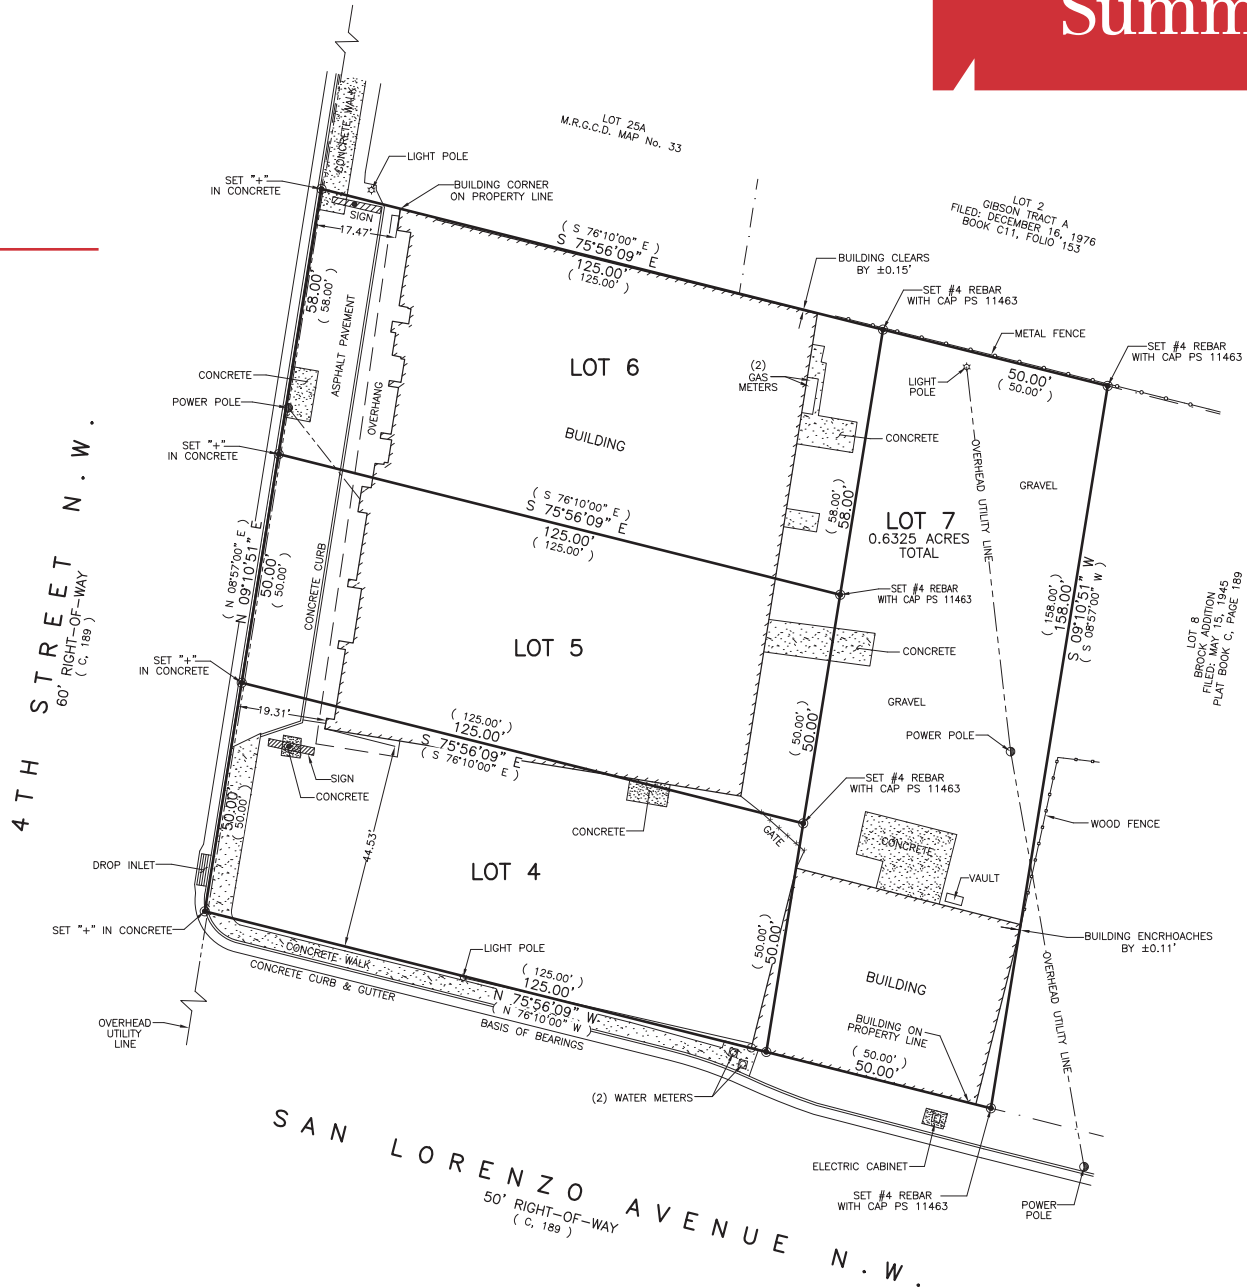 Summ
LOT 25A
M.R.G.C.D. MAP No. 33
CONCRETE WALK
LIGHT POLE
SET "+"
IN CONCRETE
BUILDING CORNER
ON PROPERTY LINE
SIGN
17.47'
LOT 2
GIBSON TRACT A
FILED: DECEMBER 16, 1976
BOOK C11, FOLIO 153
( S 76°10'00" E )
S 75°56'09" E
125.00'
( 125.00' )
BUILDING CLEARS
BY ±0.15'
SET #4 REBAR
WITH CAP PS 11463
METAL FENCE
SET #4 REBAR
WITH CAP PS 11463
58.00'
( 58.00' )
ASPHALT PAVEMENT
OVERHANG
CONCRETE
POWER POLE
SET "+"
IN CONCRETE
LOT 6
BUILDING
(2)
GAS
METERS
LIGHT
POLE
50.00'
( 50.00' )
CONCRETE
OVERHEAD UTILITY LINE
GRAVEL
( S 76°10'00" E )
S 75°56'09" E
125.00'
( 125.00' )
( 58.00' )
58.00'
LOT 7
0.6325 ACRES
TOTAL
4TH STREET N.W.
60' RIGHT-OF-WAY
( C, 189 )
( N 08°57'00" E )
N 09°10'51" E
50.00'
( 50.00' )
CONCRETE CURB
SET #4 REBAR
WITH CAP PS 11463
( 158.00' )
158.00'
S 09°10'51" W
( S 08°57'00" W )
LOT 8
BROCK ADDITION
FILED: MAY 15, 1945
PLAT BOOK C, PAGE 189
SET "+"
IN CONCRETE
LOT 5
CONCRETE
GRAVEL
19.31'
( 125.00' )
125.00'
S 75°56'09" E
( S 76°10'00" E )
( 50.00' )
50.00'
POWER POLE
SIGN
CONCRETE
SET #4 REBAR
WITH CAP PS 11463
50.00'
( 50.00' )
44.53'
CONCRETE
GATE
CONCRETE
WOOD FENCE
DROP INLET
LOT 4
VAULT
SET "+" IN CONCRETE
( 50.00' )
50.00'
BUILDING ENCRHOACHES
BY ±0.11'
CONCRETE WALK
CONCRETE CURB & GUTTER
LIGHT POLE
( 125.00' )
125.00'
N 75°56'09" W
( N 76°10'00" W )
BASIS OF BEARINGS
BUILDING
BUILDING ON
PROPERTY LINE
( 50.00' )
50.00'
OVERHEAD UTILITY LINE
OVERHEAD
UTILITY
LINE
(2) WATER METERS
SAN LORENZO AVENUE N.W.
50' RIGHT-OF-WAY
( C, 189 )
ELECTRIC CABINET
SET #4 REBAR
WITH CAP PS 11463
POWER
POLE